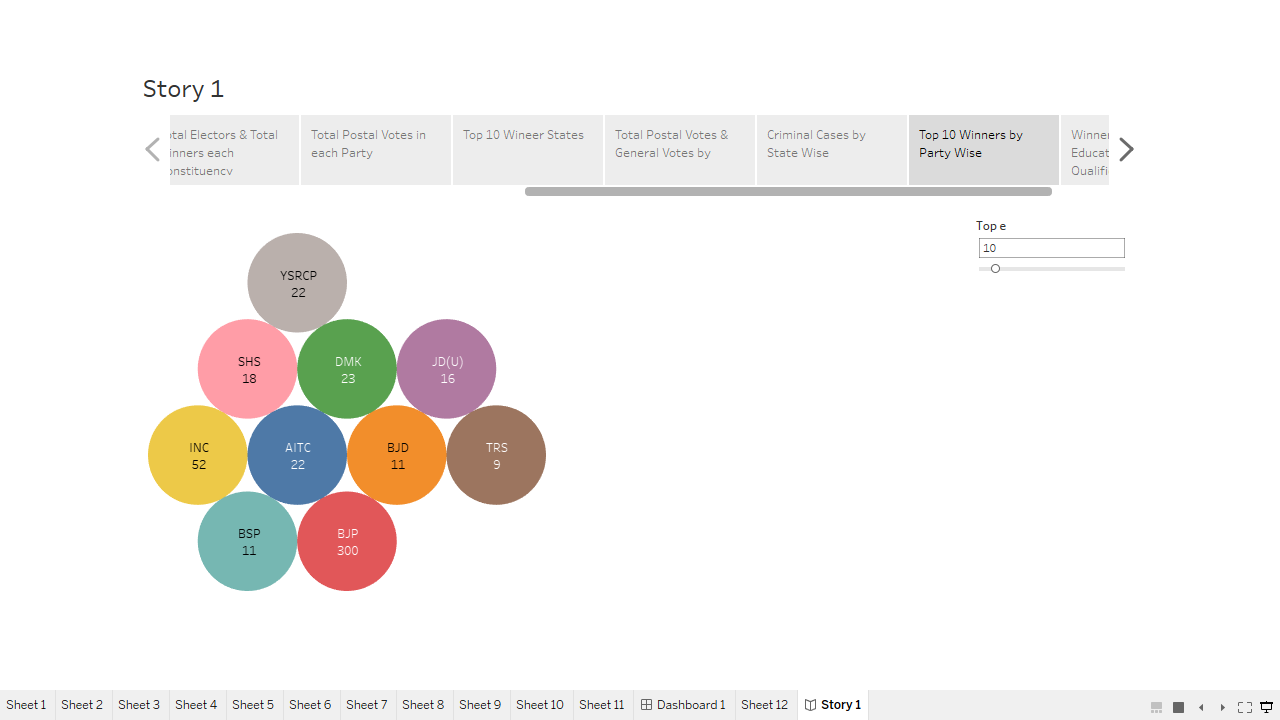 Story 1
Total Postal Votes in
each Party
Top 10 Wineer States
Total Postal Votes &
General Votes by
Criminal Cases by
State Wise
Top 10 Winners by
Party Wise
Electors & Total
each
Top e
10
YSRCP
22
SHS
18
DMK
23
JD(U)
16
INC
52
AITC
22
BJD
11
TRS
9
BSP
11
BJP
300
Sheet 1
Sheet 2
Sheet 3
Sheet 4
Sheet 5
Sheet 6
Sheet 7
Sheet 8
Sheet 9
Sheet 10
Sheet 11
Dashboard 1
Sheet 12
Story 1